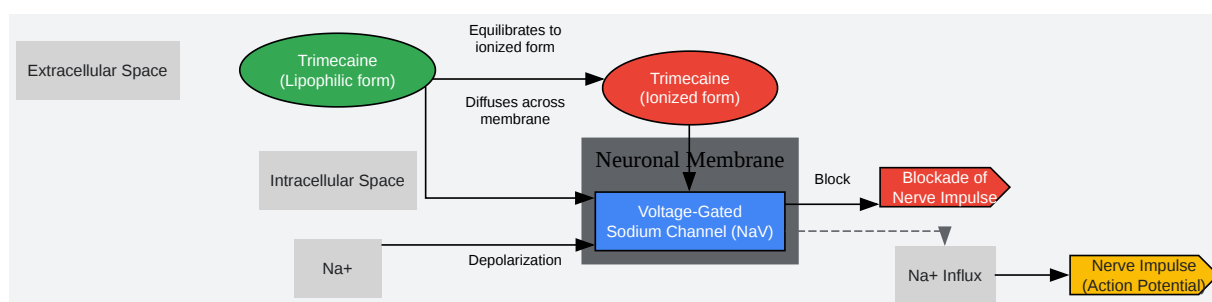 Extracellular Space
Trimecaine
(Lipophilic form)
Equilibrates to
ionized form
Diffuses across
membrane
Trimecaine
(Ionized form)
Intracellular Space
Neuronal Membrane
Voltage-Gated
Sodium Channel (NaV)
Block
Blockade of
Nerve Impulse
Na+
Depolarization
Na+ Influx
Nerve Impulse
(Action Potential)